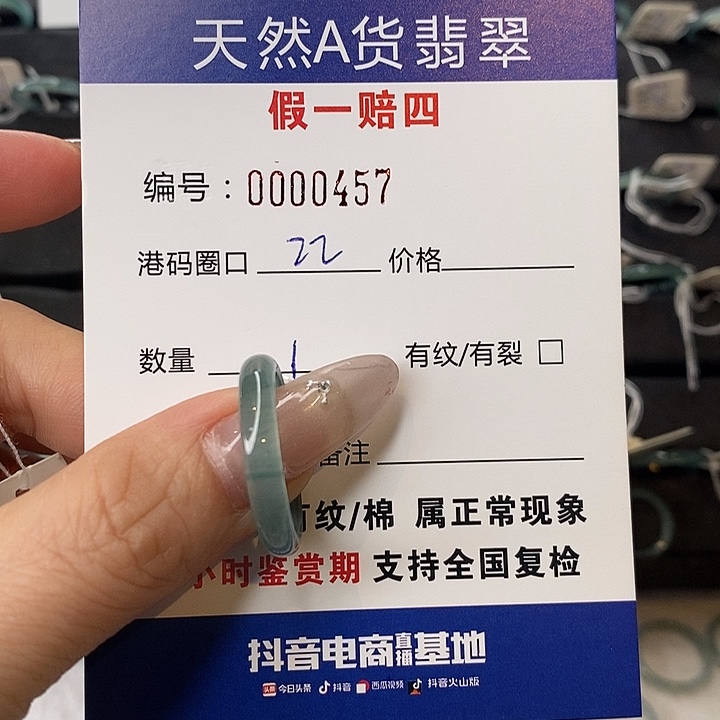 天然A货翡翠
假一赔四
编号：0000457
港码圈口 22 价格
数量 1 有纹/有裂 □
备注
有纹/棉 属正常现象
小时鉴赏期 支持全国复检
抖音电商直播基地
头条 今日头条 抖音 西瓜视频 抖音火山版